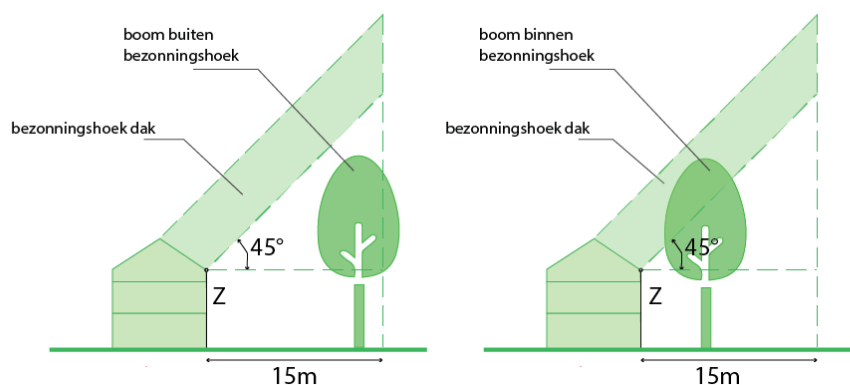 boom buiten
bezonningshoek
bezonningshoek dak
45°
Z
15m
boom binnen
bezonningshoek
bezonningshoek dak
45°
Z
15m